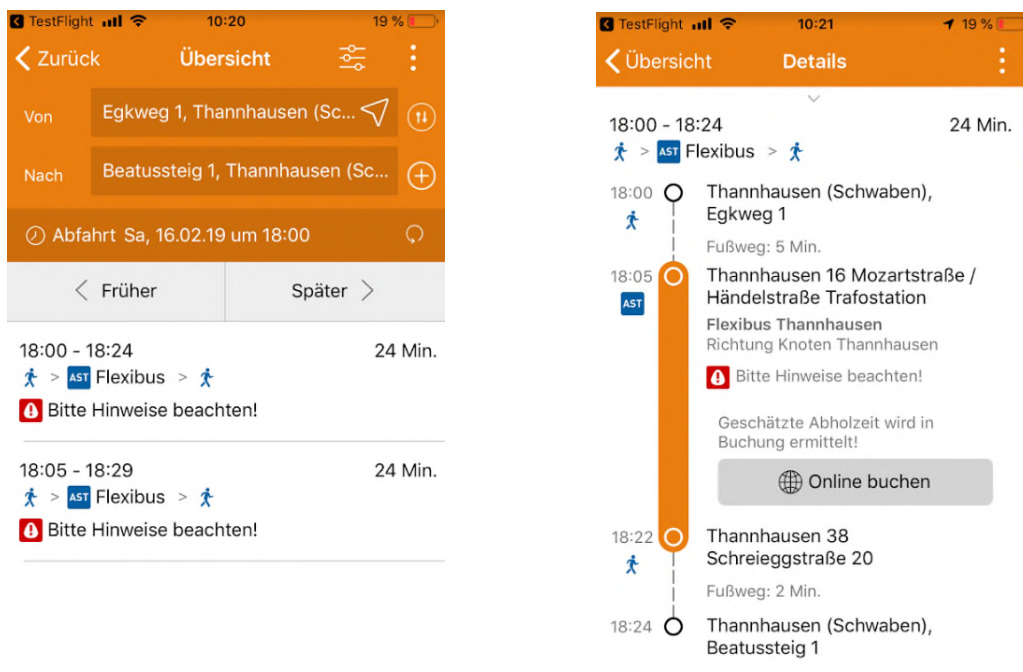 TestFlight 10:20 19 %
Zurück Übersicht
Von Egkweg 1, Thannhausen (Sc...
Nach Beatussteig 1, Thannhausen (Sc...
Abfahrt Sa, 16.02.19 um 18:00
< Früher Später >
18:00 - 18:24 24 Min.
> AST Flexibus >
Bitte Hinweise beachten!
18:05 - 18:29 24 Min.
> AST Flexibus >
Bitte Hinweise beachten!
TestFlight 10:21 19 %
Übersicht Details
18:00 - 18:24 24 Min.
> AST Flexibus >
18:00 Thannhausen (Schwaben),
Egkweg 1
Fußweg: 5 Min.
18:05 Thannhausen 16 Mozartstraße /
AST Händelstraße Trafostation
Flexibus Thannhausen
Richtung Knoten Thannhausen
Bitte Hinweise beachten!
Geschätzte Abholzeit wird in
Buchung ermittelt!
Online buchen
18:22 Thannhausen 38
Schreieggstraße 20
Fußweg: 2 Min.
18:24 Thannhausen (Schwaben),
Beatussteig 1